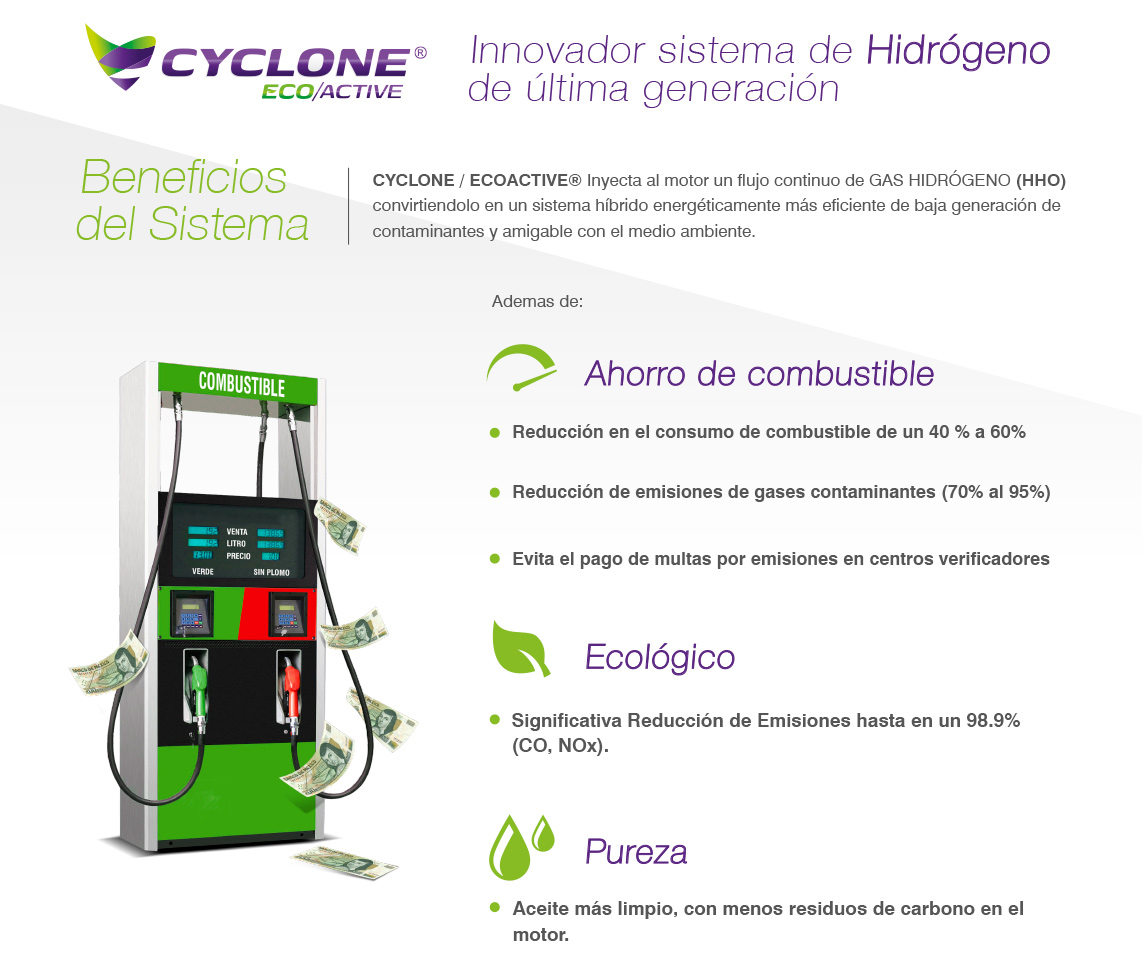 CYCLONE®
ECO/ACTIVE
Innovador sistema de Hidrógeno
de última generación
Beneficios
del Sistema
CYCLONE / ECOACTIVE® Inyecta al motor un flujo continuo de GAS HIDRÓGENO (HHO)
convirtiendolo en un sistema híbrido energéticamente más eficiente de baja generación de
contaminantes y amigable con el medio ambiente.
Ademas de:
COMBUSTIBLE
VENTA
LITRO
PRECIO
VERDE SIN PLOMO
Ahorro de combustible
Reducción en el consumo de combustible de un 40 % a 60%
Reducción de emisiones de gases contaminantes (70% al 95%)
Evita el pago de multas por emisiones en centros verificadores
Ecológico
Significativa Reducción de Emisiones hasta en un 98.9%
(CO, NOx).
Pureza
Aceite más limpio, con menos residuos de carbono en el
motor.